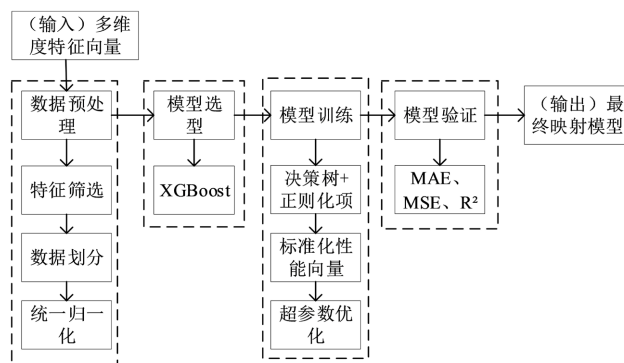 （输入）多维
度特征向量
数据预处
理
特征筛选
数据划分
统一归一
化
模型选
型
XGBoost
模型训练
决策树+
正则化项
标准化性
能向量
超参数优
化
模型验证
MAE、
MSE、R²
（输出）最
终映射模型